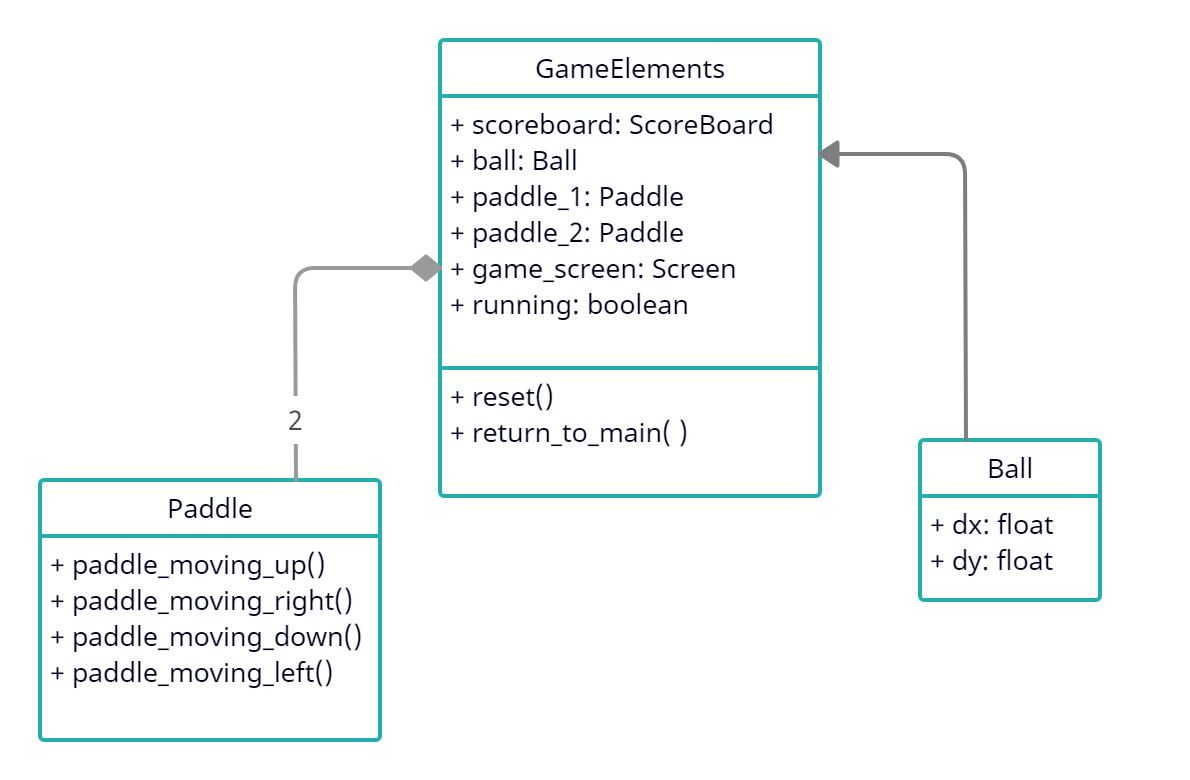 GameElements
+ scoreboard: ScoreBoard
+ ball: Ball
+ paddle_1: Paddle
+ paddle_2: Paddle
+ game_screen: Screen
+ running: boolean
+ reset()
+ return_to_main( )
2
Paddle
+ paddle_moving_up()
+ paddle_moving_right()
+ paddle_moving_down()
+ paddle_moving_left()
Ball
+ dx: float
+ dy: float